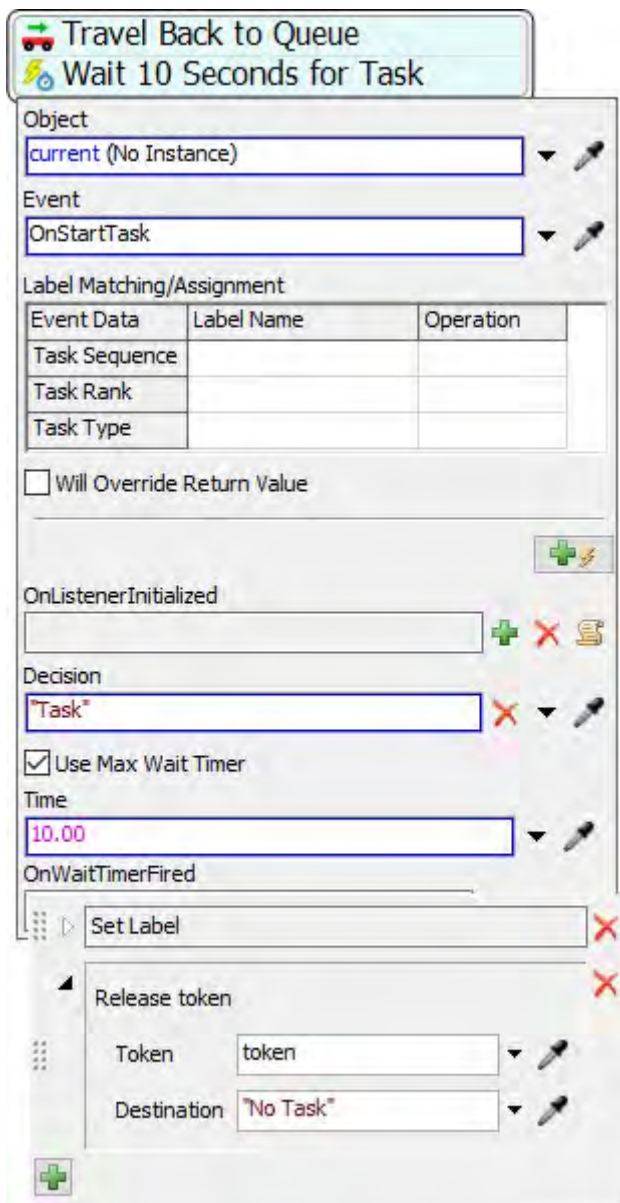 Travel Back to Queue
Wait 10 Seconds for Task
Object
current (No Instance)
Event
OnStartTask
Label Matching/Assignment
Event Data Label Name Operation
Task Sequence
Task Rank
Task Type
Will Override Return Value
OnListenerInitialized
Decision
"Task"
Use Max Wait Timer
Time
10.00
OnWaitTimerFired
Set Label
Release token
Token token
Destination "No Task"